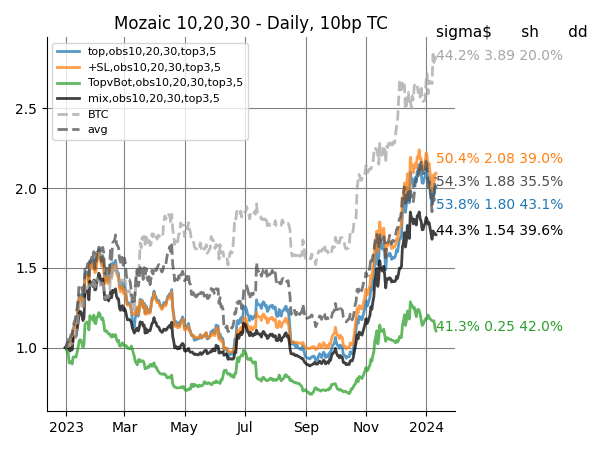 Mozaic 10,20,30 - Daily, 10bp TC
sigma$ sh dd
top,obs10,20,30,top3,5
+SL,obs10,20,30,top3,5
TopvBot,obs10,20,30,top3,5
mix,obs10,20,30,top3,5
BTC
avg
44.2% 3.89 20.0%
50.4% 2.08 39.0%
54.3% 1.88 35.5%
53.8% 1.80 43.1%
44.3% 1.54 39.6%
41.3% 0.25 42.0%
2.5
2.0
1.5
1.0
2023 Mar May Jul Sep Nov 2024